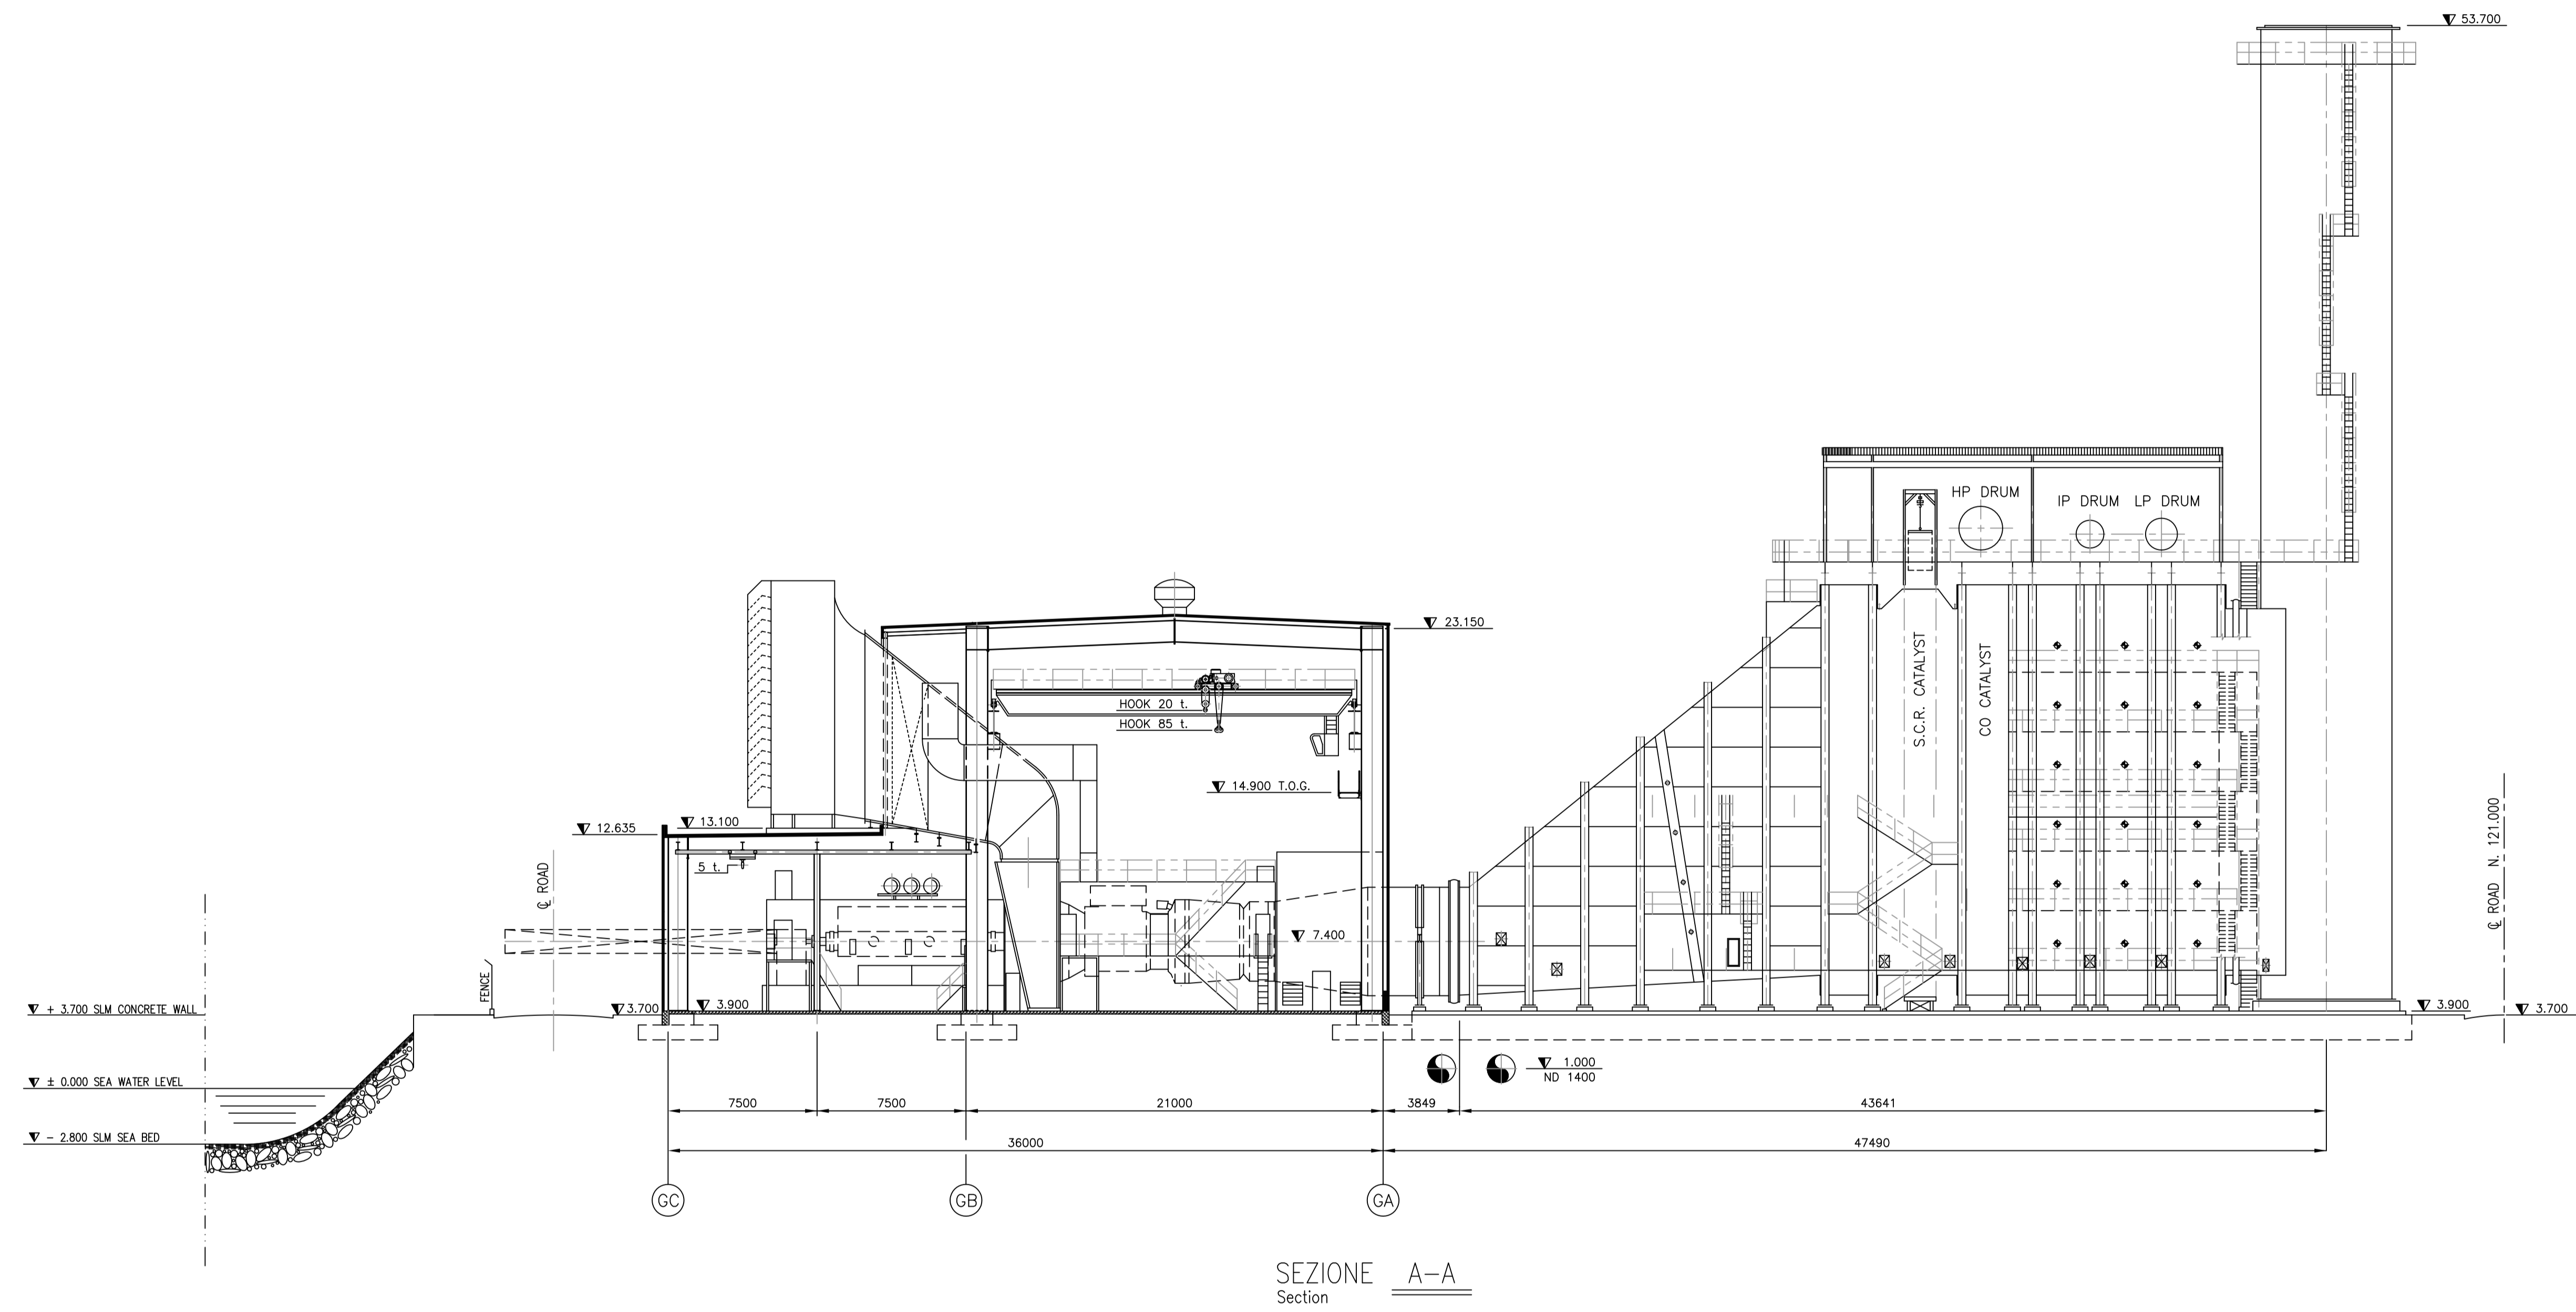 53.700
HP DRUM
IP DRUM LP DRUM
S.C.R. CATALYST
CO CATALYST
23.150
HOOK 20 t.
HOOK 85 t.
14.900 T.O.G.
13.100
12.635
5 t.
℄ ROAD
℄ ROAD N. 121.000
7.400
FENCE
+ 3.700 SLM CONCRETE WALL
3.700
3.900
3.900
3.700
± 0.000 SEA WATER LEVEL
1.000
ND 1400
7500
7500
21000
3849
43641
- 2.800 SLM SEA BED
36000
47490
GC
GB
GA
SEZIONE A-A
Section